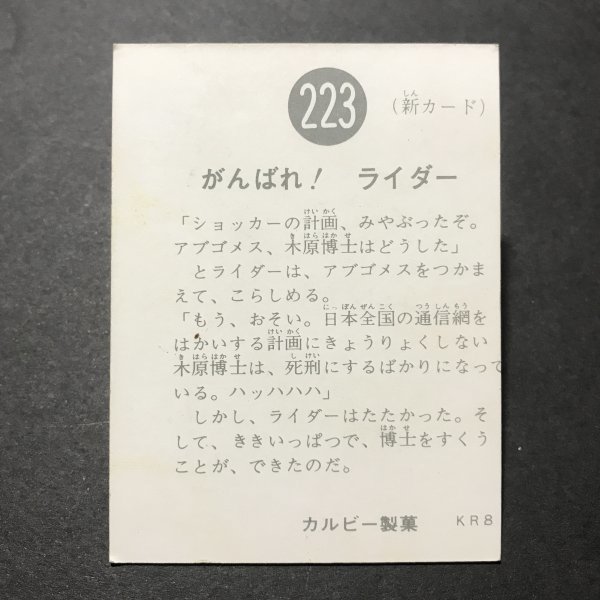 223
（新カード）
がんばれ！　ライダー
「ショッカーの計画、みやぶったぞ。
アブゴメス、木原博士はどうした」
　とライダーは、アブゴメスをつかま
えて、こらしめる。
「もう、おそい。日本全国の通信網を
はかいする計画にきょうりょくしない
木原博士は、死刑にするばかりになって
いる。ハッハハハ」
　しかし、ライダーはたたかった。そ
して、ききいっぱつで、博士をすくう
ことが、できたのだ。
カルビー製菓　KR8